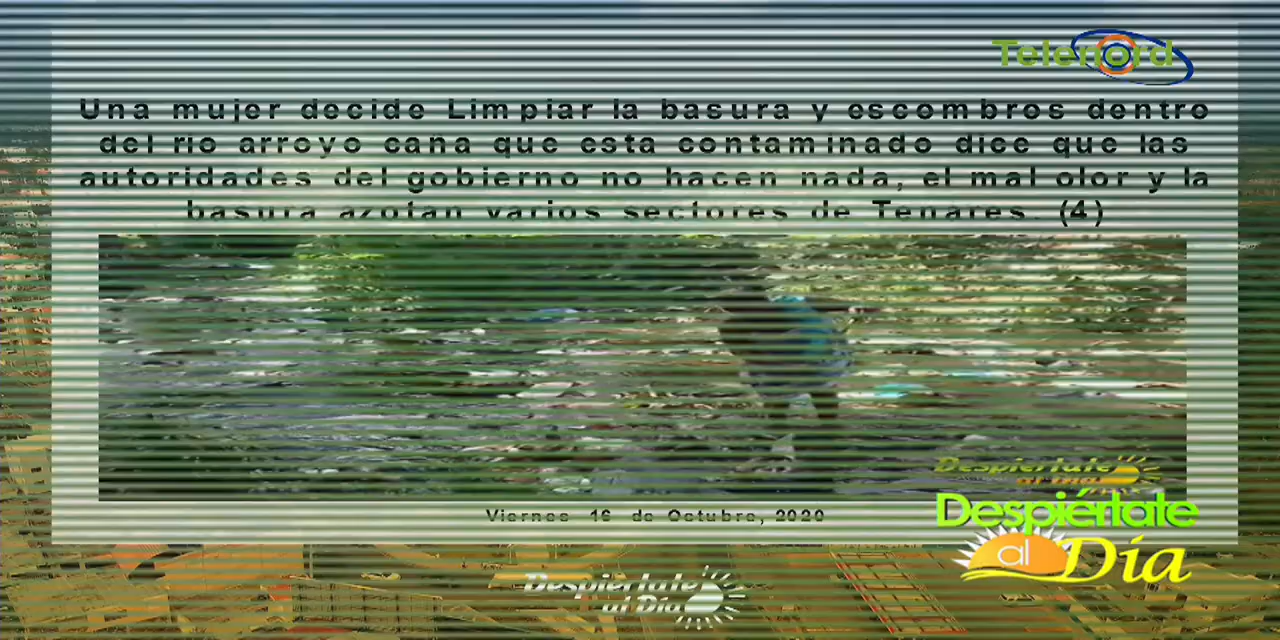 Telenord
Una mujer decide Limpiar la basura y escombros dentro
del rio arroyo caña que esta contaminado dice que las
autoridades del gobierno no hacen nada, el mal olor y la
basura azotan varios sectores de Tenares. (4)
Despiértate
al Día
Viernes 16 de Octubre, 2020
Despiértate
al Día
Despiértate
al Día